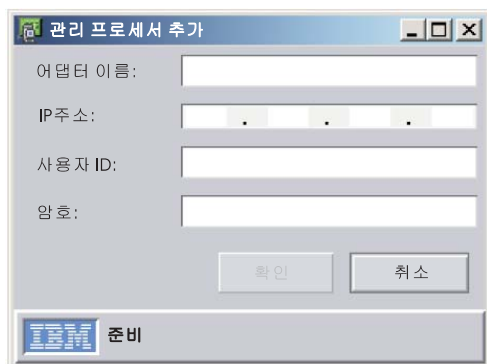 관리 프로세서 추가
어댑터 이름:
IP주소:
. . .
사용자 ID:
암호:
확인 취소
IBM 준비